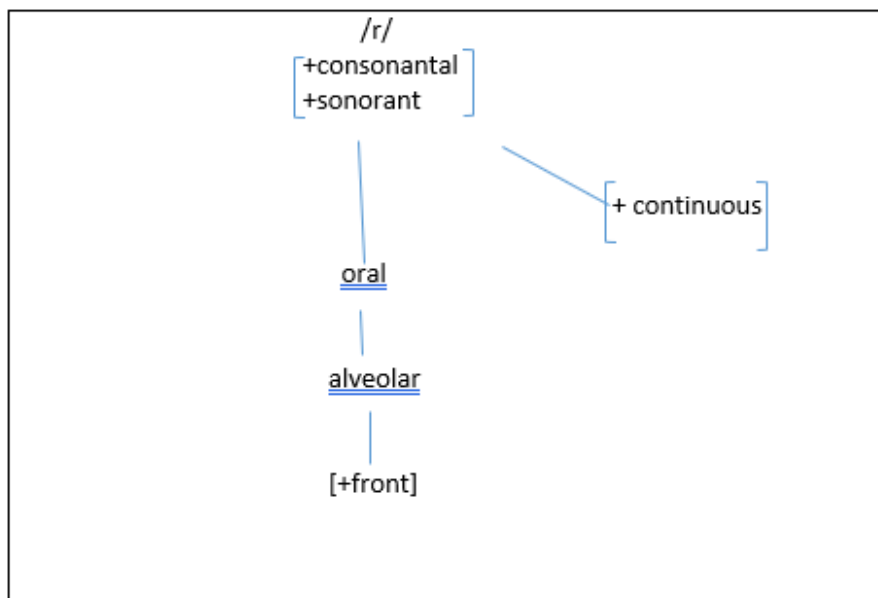 /r/
+consonantal
+sonorant
+ continuous
oral
alveolar
[+front]